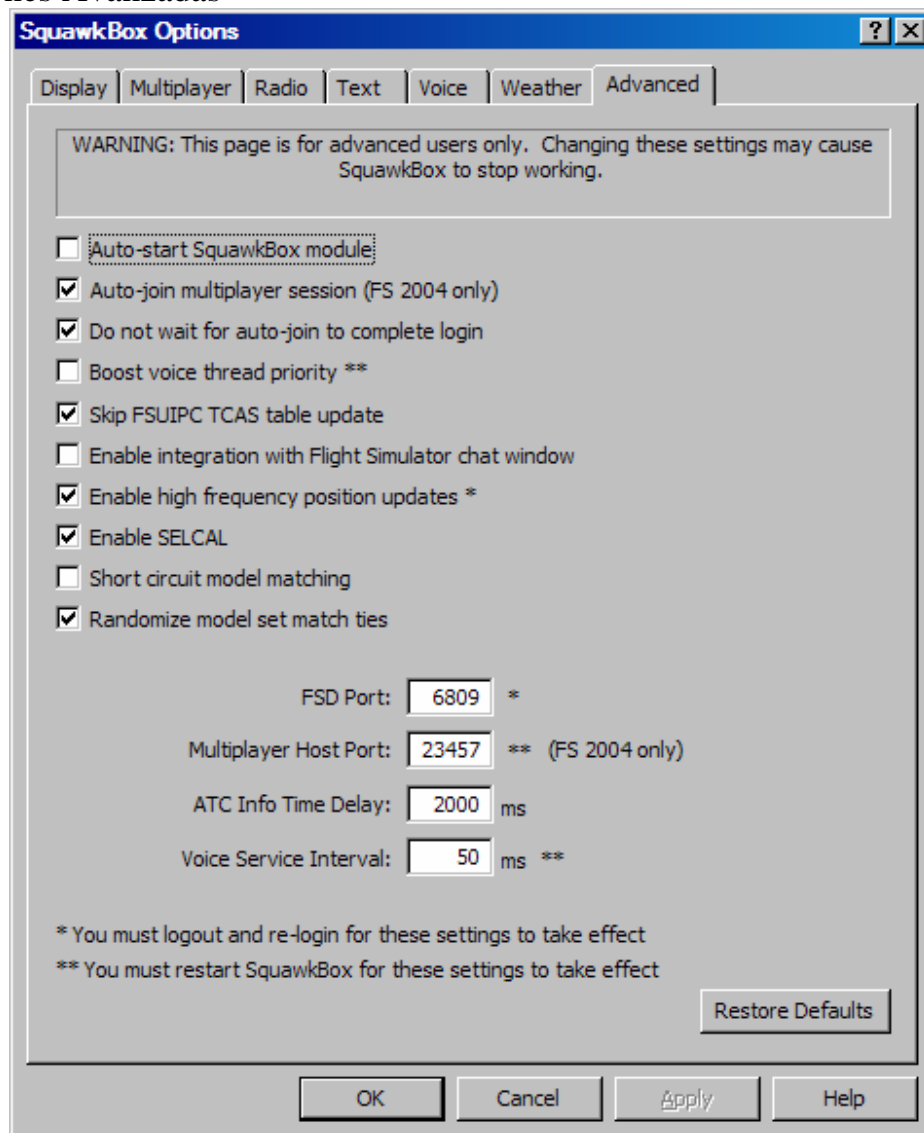 Avanzadas
SquawkBox Options
Display Multiplayer Radio Text Voice Weather Advanced
WARNING: This page is for advanced users only. Changing these settings may cause
SquawkBox to stop working.
Auto-start SquawkBox module
Auto-join multiplayer session (FS 2004 only)
Do not wait for auto-join to complete login
Boost voice thread priority **
Skip FSUIPC TCAS table update
Enable integration with Flight Simulator chat window
Enable high frequency position updates *
Enable SELCAL
Short circuit model matching
Randomize model set match ties
FSD Port: 6809 *
Multiplayer Host Port: 23457 ** (FS 2004 only)
ATC Info Time Delay: 2000 ms
Voice Service Interval: 50 ms **
* You must logout and re-login for these settings to take effect
** You must restart SquawkBox for these settings to take effect
Restore Defaults
OK Cancel Apply Help